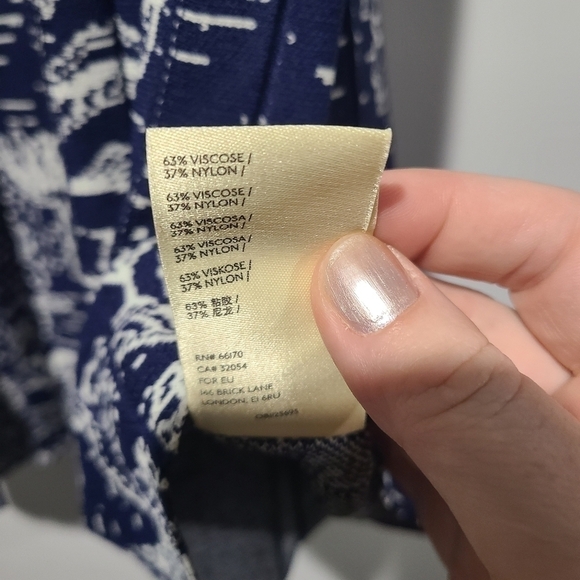 63% VISCOSE /
37% NYLON /
63% VISCOSE /
37% NYLON /
63% VISCOSA /
37% NYLON /
63% VISCOSA /
37% NYLON /
63% VISKOSE /
37% NYLON /
63% 粘胶 /
37% 尼龙 /
RN# 66170
CA# 32054
FOR EU
146 BRICK LANE
LONDON, E1 6RU